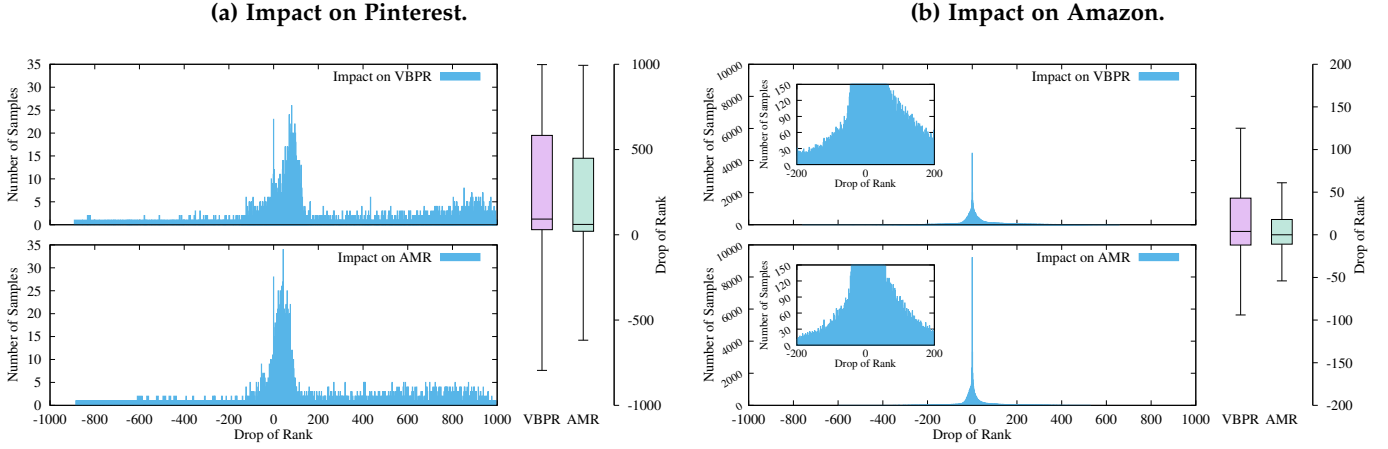 (a) Impact on Pinterest.
Number of Samples
35
30
25
20
15
10
5
0
Impact on VBPR
Number of Samples
35
30
25
20
15
10
5
0
Impact on AMR
-1000 -800 -600 -400 -200 0 200 400 600 800 1000
Drop of Rank
1000
500
0
-500
-1000
Drop of Rank
VBPR AMR
(b) Impact on Amazon.
Number of Samples
10000
8000
6000
4000
2000
0
Impact on VBPR
Number of Samples
150
120
90
60
30
0
-200 0 200
Drop of Rank
Number of Samples
10000
8000
6000
4000
2000
0
Impact on AMR
Number of Samples
150
120
90
60
30
0
-200 0 200
Drop of Rank
-1000 -800 -600 -400 -200 0 200 400 600 800 1000
Drop of Rank
200
150
100
50
0
-50
-100
-150
-200
Drop of Rank
VBPR AMR